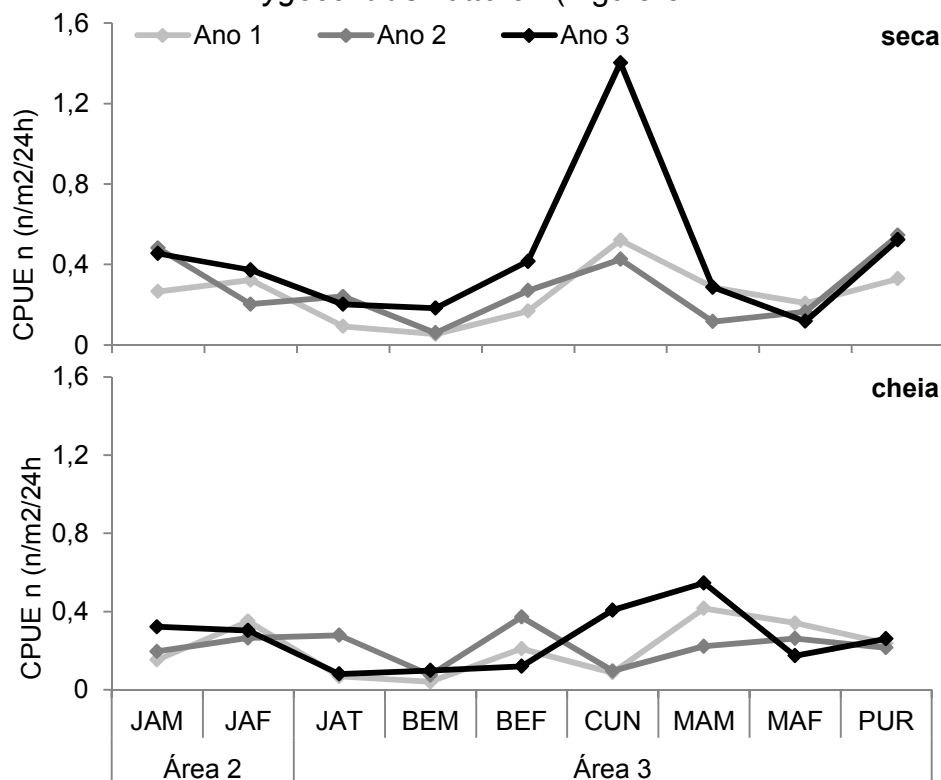 Ano 1 Ano 2 Ano 3 seca
1,6
1,2
0,8
0,4
0
CPUE n (n/m2/24h)
cheia
1,6
1,2
0,8
0,4
0
CPUE n (n/m2/24h
JAM JAF JAT BEM BEF CUN MAM MAF PUR
Área 2 Área 3